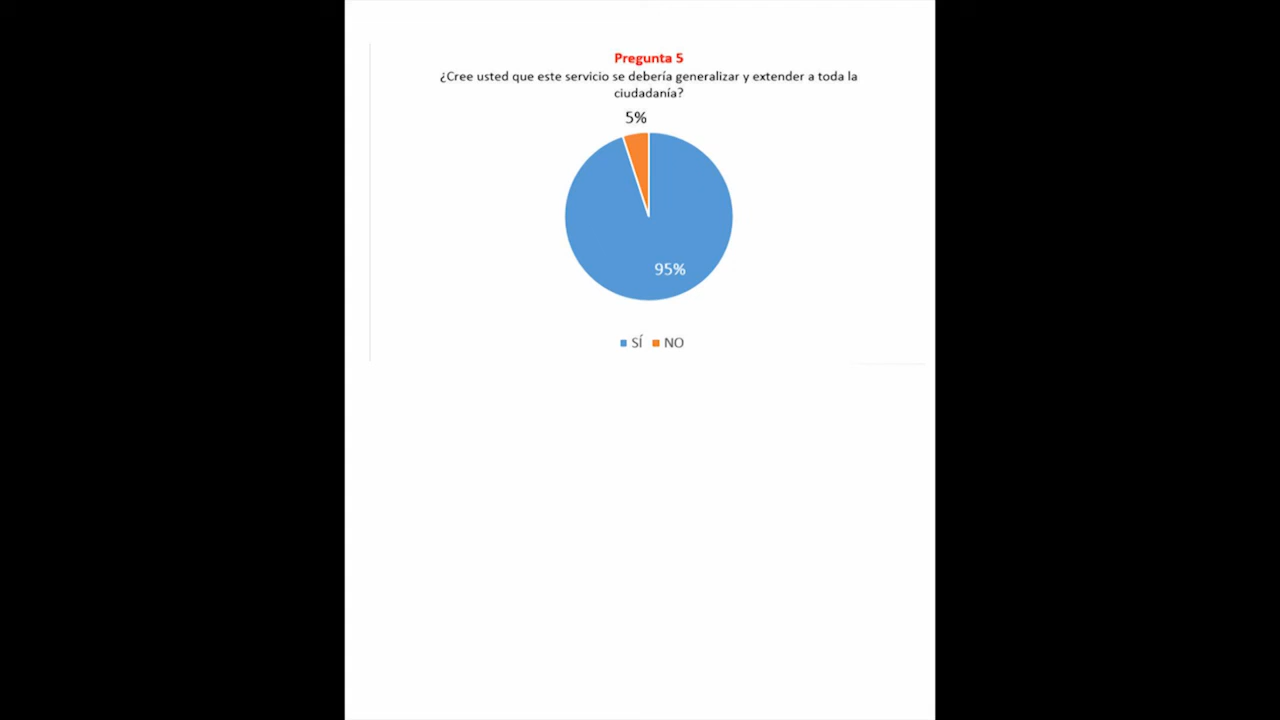 Pregunta 5
¿Cree usted que este servicio se debería generalizar y extender a toda la
ciudadanía?
5%
95%
SÍ NO